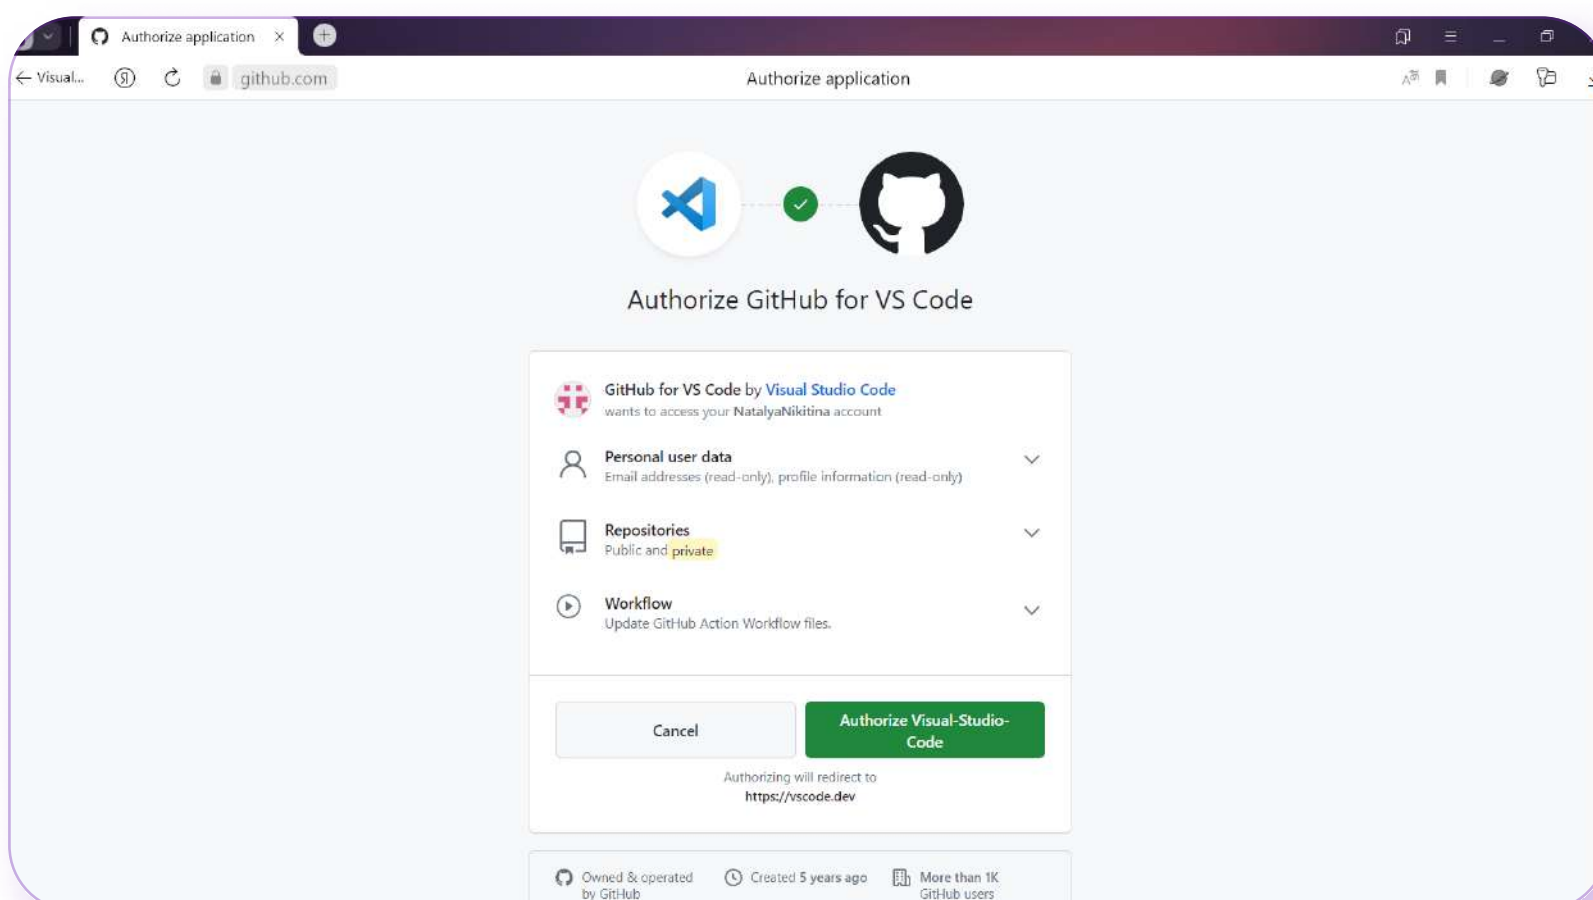 Authorize application
Visual...
Я
github.com
Authorize application
Authorize GitHub for VS Code
GitHub for VS Code by Visual Studio Code
wants to access your NatalyaNikitina account
Personal user data
Email addresses (read-only), profile information (read-only)
Repositories
Public and private
Workflow
Update GitHub Action Workflow files.
Cancel
Authorize Visual-Studio-
Code
Authorizing will redirect to
https://vscode.dev
Owned & operated
by GitHub
Created 5 years ago
More than 1K
GitHub users